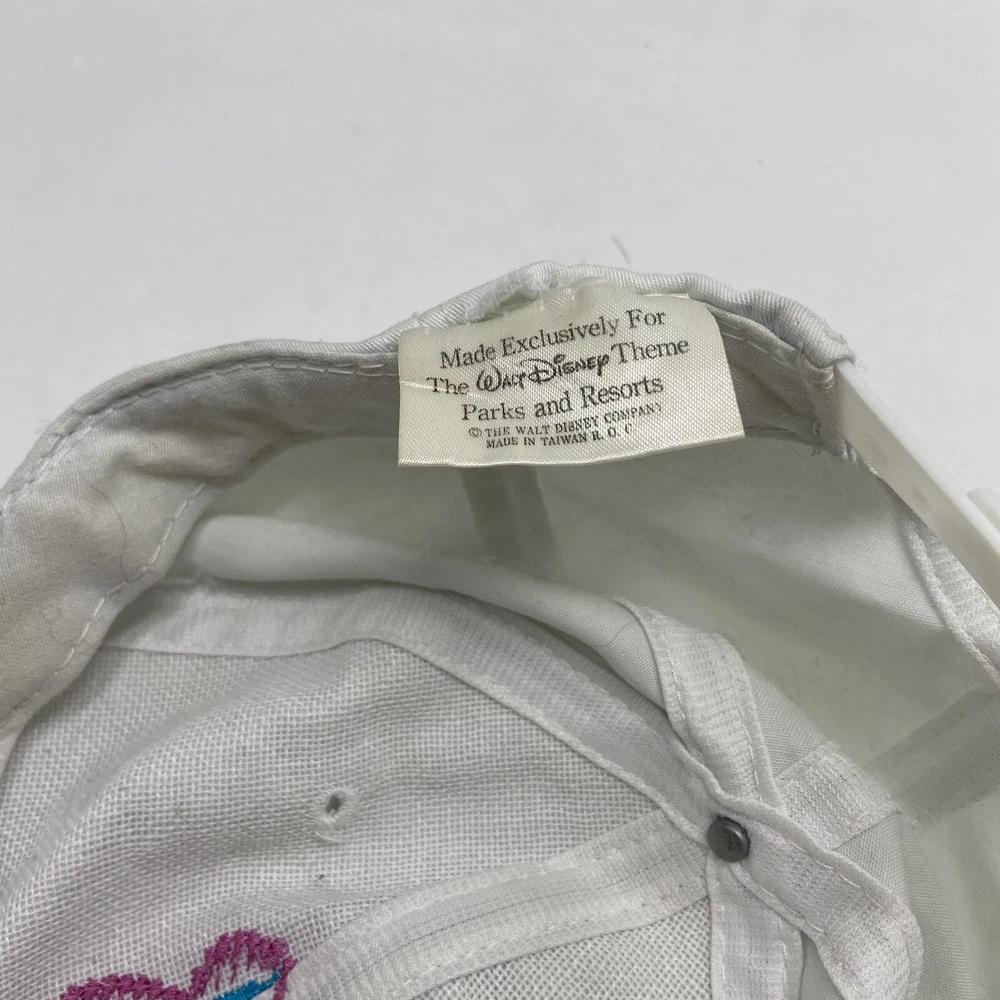 Made Exclusively For
The Walt Disney Theme
Parks and Resorts
© THE WALT DISNEY COMPANY
MADE IN TAIWAN R. O. C